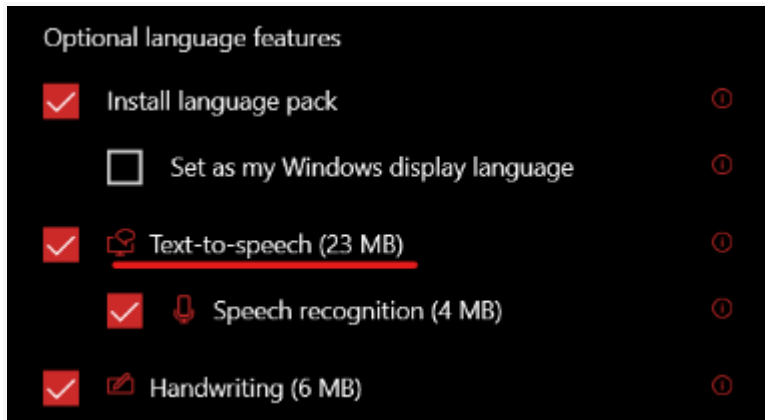 Optional language features
Install language pack
Set as my Windows display language
Text-to-speech (23 MB)
Speech recognition (4 MB)
Handwriting (6 MB)